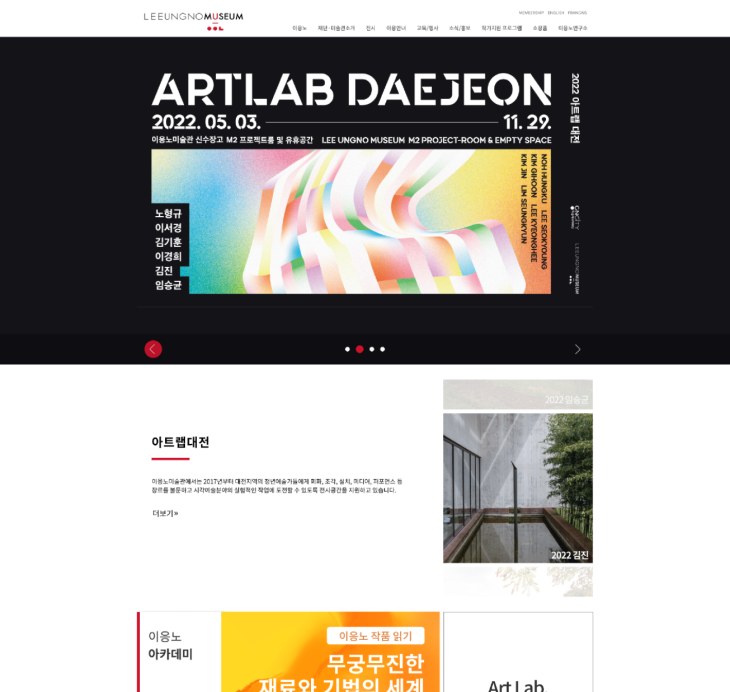 MEMBERSHIP ENGLISH FRANCAIS
LEEUNGNOMUSEUM
이응노 재단·미술관소개 전시 이용안내 교육/행사 소식/홍보 작가지원 프로그램 소장품 이응노연구소
ARTLAB DAEJEON
2022 아트랩 대전
2022. 05. 03. 11. 29.
이응노미술관 신수장고 M2 프로젝트룸 및 유휴공간 LEE UNGNO MUSEUM M2 PROJECT-ROOM & EMPTY SPACE
NOH HUNGKU LEE SEOKYOUNG
KIM GIHOON LEE KYEONGHEE
KIM JIN LIM SEUNGKYUN
노형규
이서경
김기훈
이경희
김진
임승균
LEEUNGNOMUSEUM
2022 임승균
아트랩대전
이응노미술관에서는 2017년부터 대전지역의 청년예술가들에게 회화, 조각, 설치, 미디어, 퍼포먼스 등
장르를 불문하고 시각예술분야의 실험적인 작업에 도전할 수 있도록 전시공간을 지원하고 있습니다.
더보기»
2022 김진
이응노
아카데미
이응노 작품 읽기
무궁무진한
재료와 기법의 세계
Art Lab.